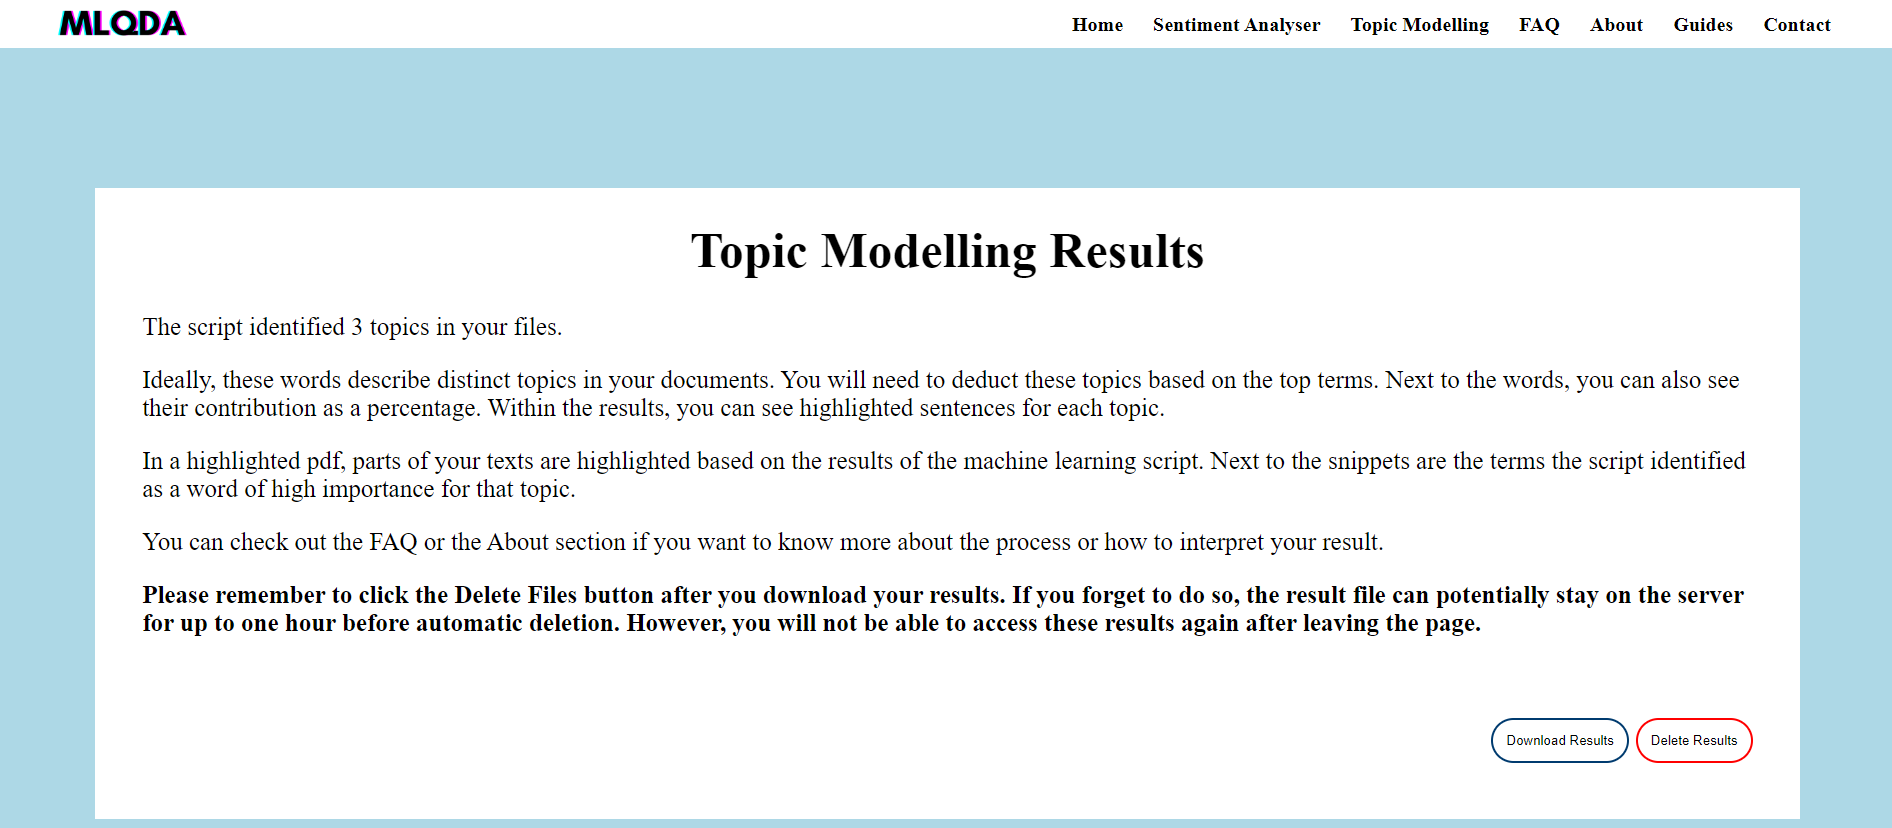 MLQDA
Home Sentiment Analyser Topic Modelling FAQ About Guides Contact
Topic Modelling Results
The script identified 3 topics in your files.
Ideally, these words describe distinct topics in your documents. You will need to deduct these topics based on the top terms. Next to the words, you can also see
their contribution as a percentage. Within the results, you can see highlighted sentences for each topic.
In a highlighted pdf, parts of your texts are highlighted based on the results of the machine learning script. Next to the snippets are the terms the script identified
as a word of high importance for that topic.
You can check out the FAQ or the About section if you want to know more about the process or how to interpret your result.
Please remember to click the Delete Files button after you download your results. If you forget to do so, the result file can potentially stay on the server
for up to one hour before automatic deletion. However, you will not be able to access these results again after leaving the page.
Download Results Delete Results